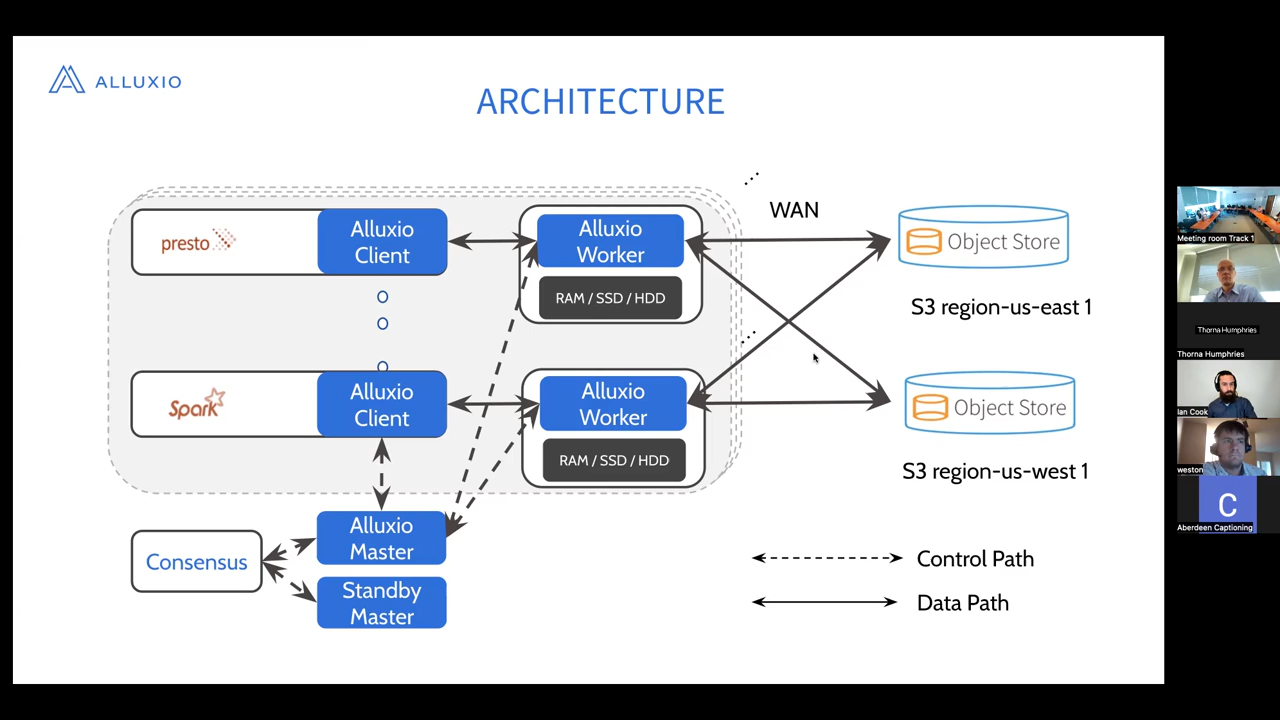 ALLUXIO
ARCHITECTURE
WAN
presto
Alluxio
Client
Alluxio
Worker
RAM / SSD / HDD
Object Store
S3 region-us-east 1
Spark
Alluxio
Client
Alluxio
Worker
RAM / SSD / HDD
Object Store
S3 region-us-west 1
Alluxio
Master
Consensus
Standby
Master
Control Path
Data Path
Meeting room Track 1
Thorna Humphries
Thorna Humphries
Ian Cook
weston
C
Aberdeen Captioning